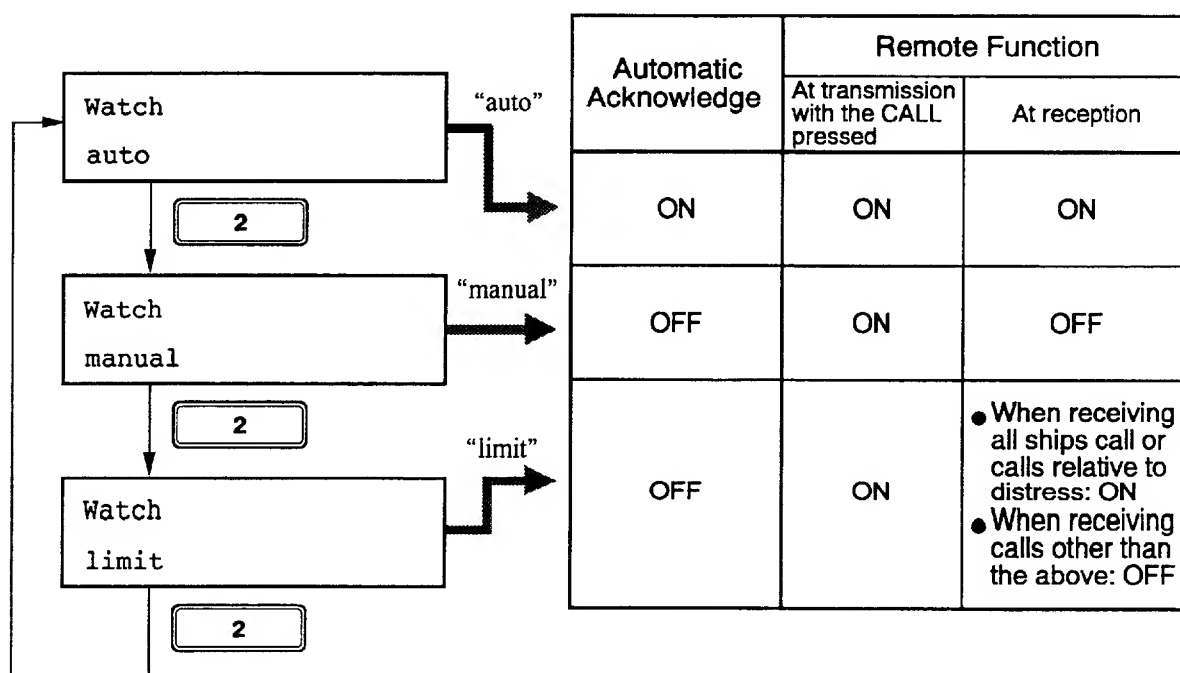 Watch
auto
2
"auto"
Watch
manual
2
"manual"
Watch
limit
2
"limit"
Automatic
Acknowledge
Remote Function
At transmission
with the CALL
pressed
At reception
ON
ON
ON
OFF
ON
OFF
OFF
ON
● When receiving
all ships call or
calls relative to
distress: ON
● When receiving
calls other than
the above: OFF